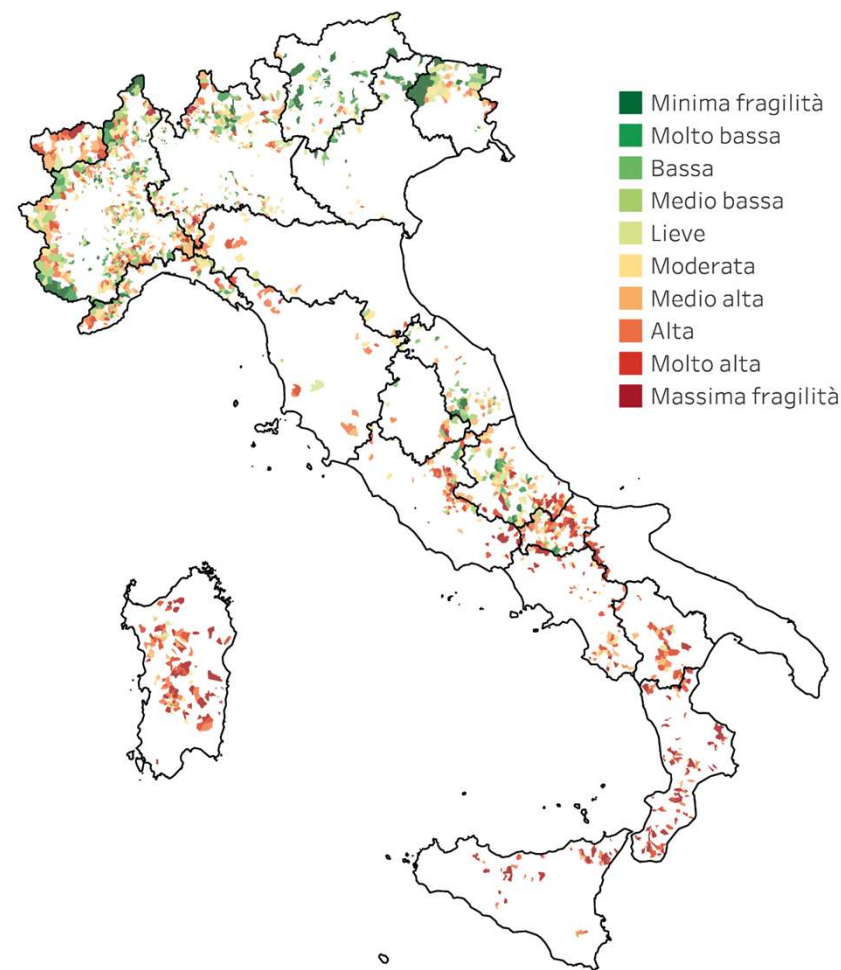 Minima fragilità
Molto bassa
Bassa
Medio bassa
Lieve
Moderata
Medio alta
Alta
Molto alta
Massima fragilità